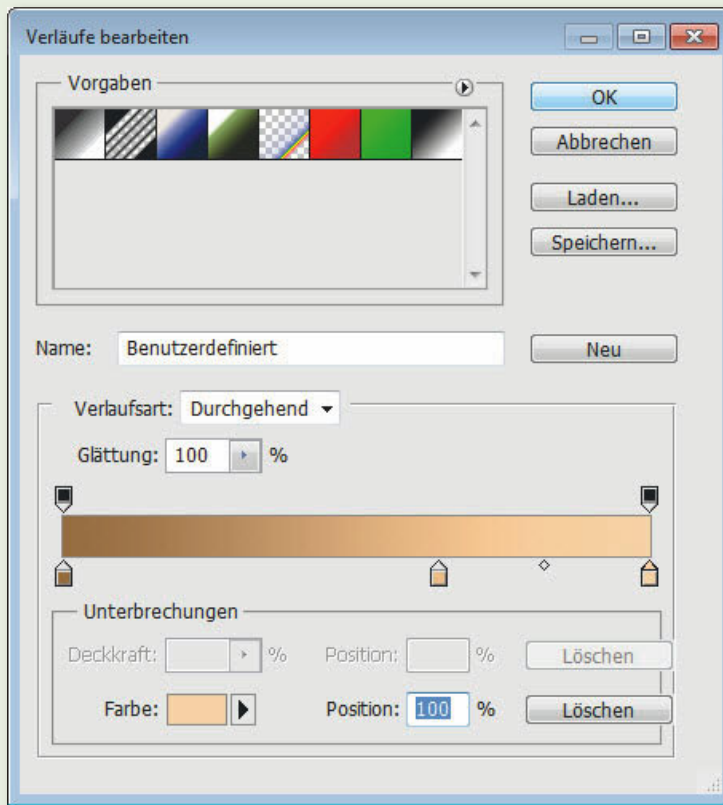 Verläufe bearbeiten
Vorgaben
OK
Abbrechen
Laden...
Speichern...
Name: Benutzerdefiniert
Neu
Verlaufsart: Durchgehend
Glättung: 100 %
Unterbrechungen
Deckkraft: % Position: % Löschen
Farbe: Position: 100 % Löschen